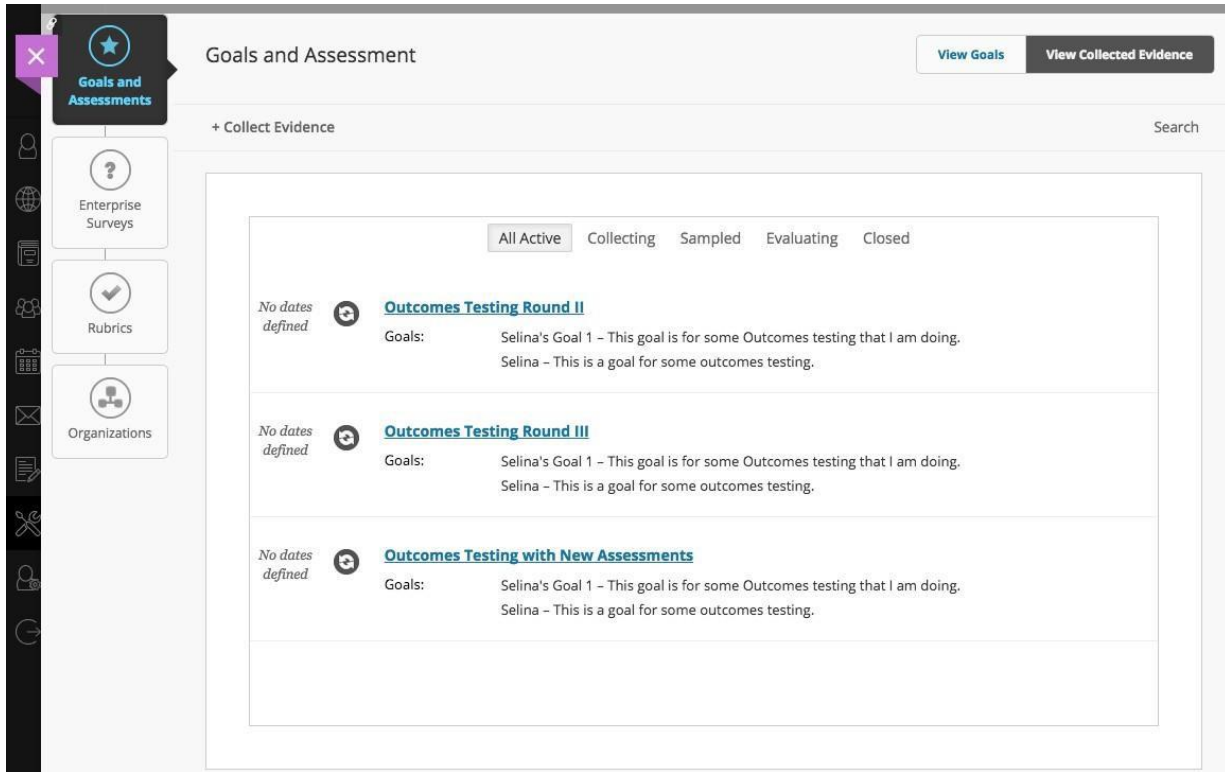 Goals and
Assessments
Enterprise
Surveys
Rubrics
Organizations
Goals and Assessment
View Goals
View Collected Evidence
+ Collect Evidence
Search
All Active
Collecting
Sampled
Evaluating
Closed
No dates
defined
Outcomes Testing Round II
Goals:
Selina's Goal 1 – This goal is for some Outcomes testing that I am doing.
Selina – This is a goal for some outcomes testing.
No dates
defined
Outcomes Testing Round III
Goals:
Selina's Goal 1 – This goal is for some Outcomes testing that I am doing.
Selina – This is a goal for some outcomes testing.
No dates
defined
Outcomes Testing with New Assessments
Goals:
Selina's Goal 1 – This goal is for some Outcomes testing that I am doing.
Selina – This is a goal for some outcomes testing.